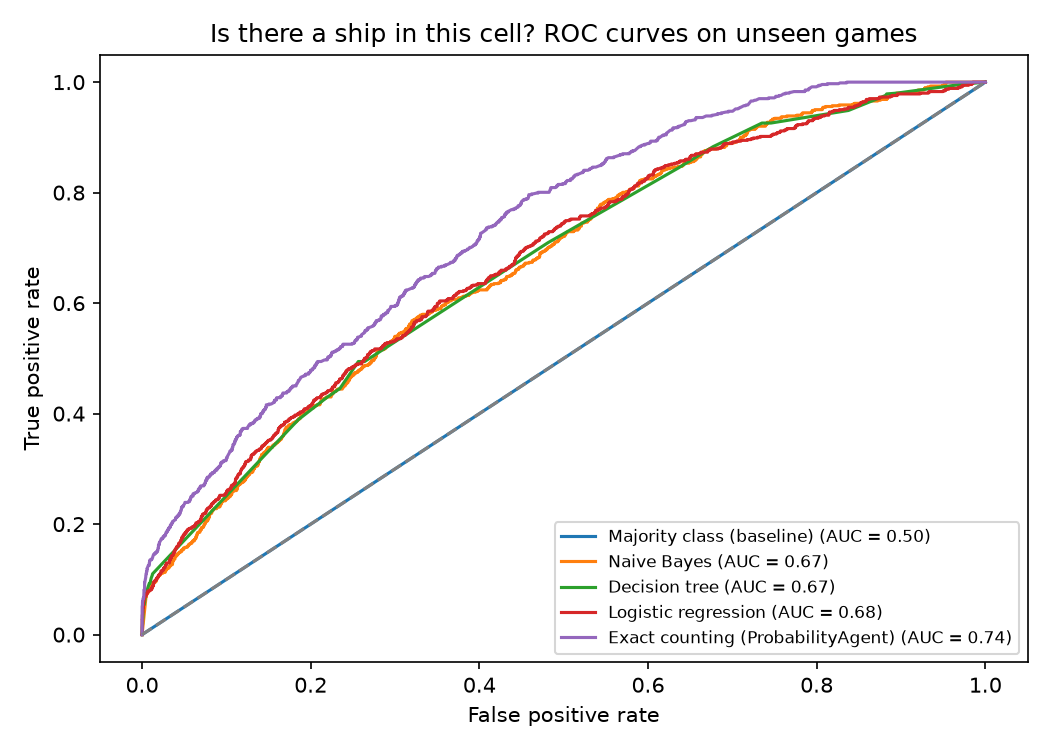 Is there a ship in this cell? ROC curves on unseen games
True positive rate
1.0
0.8
0.6
0.4
0.2
0.0
Majority class (baseline) (AUC = 0.50)
Naive Bayes (AUC = 0.67)
Decision tree (AUC = 0.67)
Logistic regression (AUC = 0.68)
Exact counting (ProbabilityAgent) (AUC = 0.74)
0.0 0.2 0.4 0.6 0.8 1.0
False positive rate